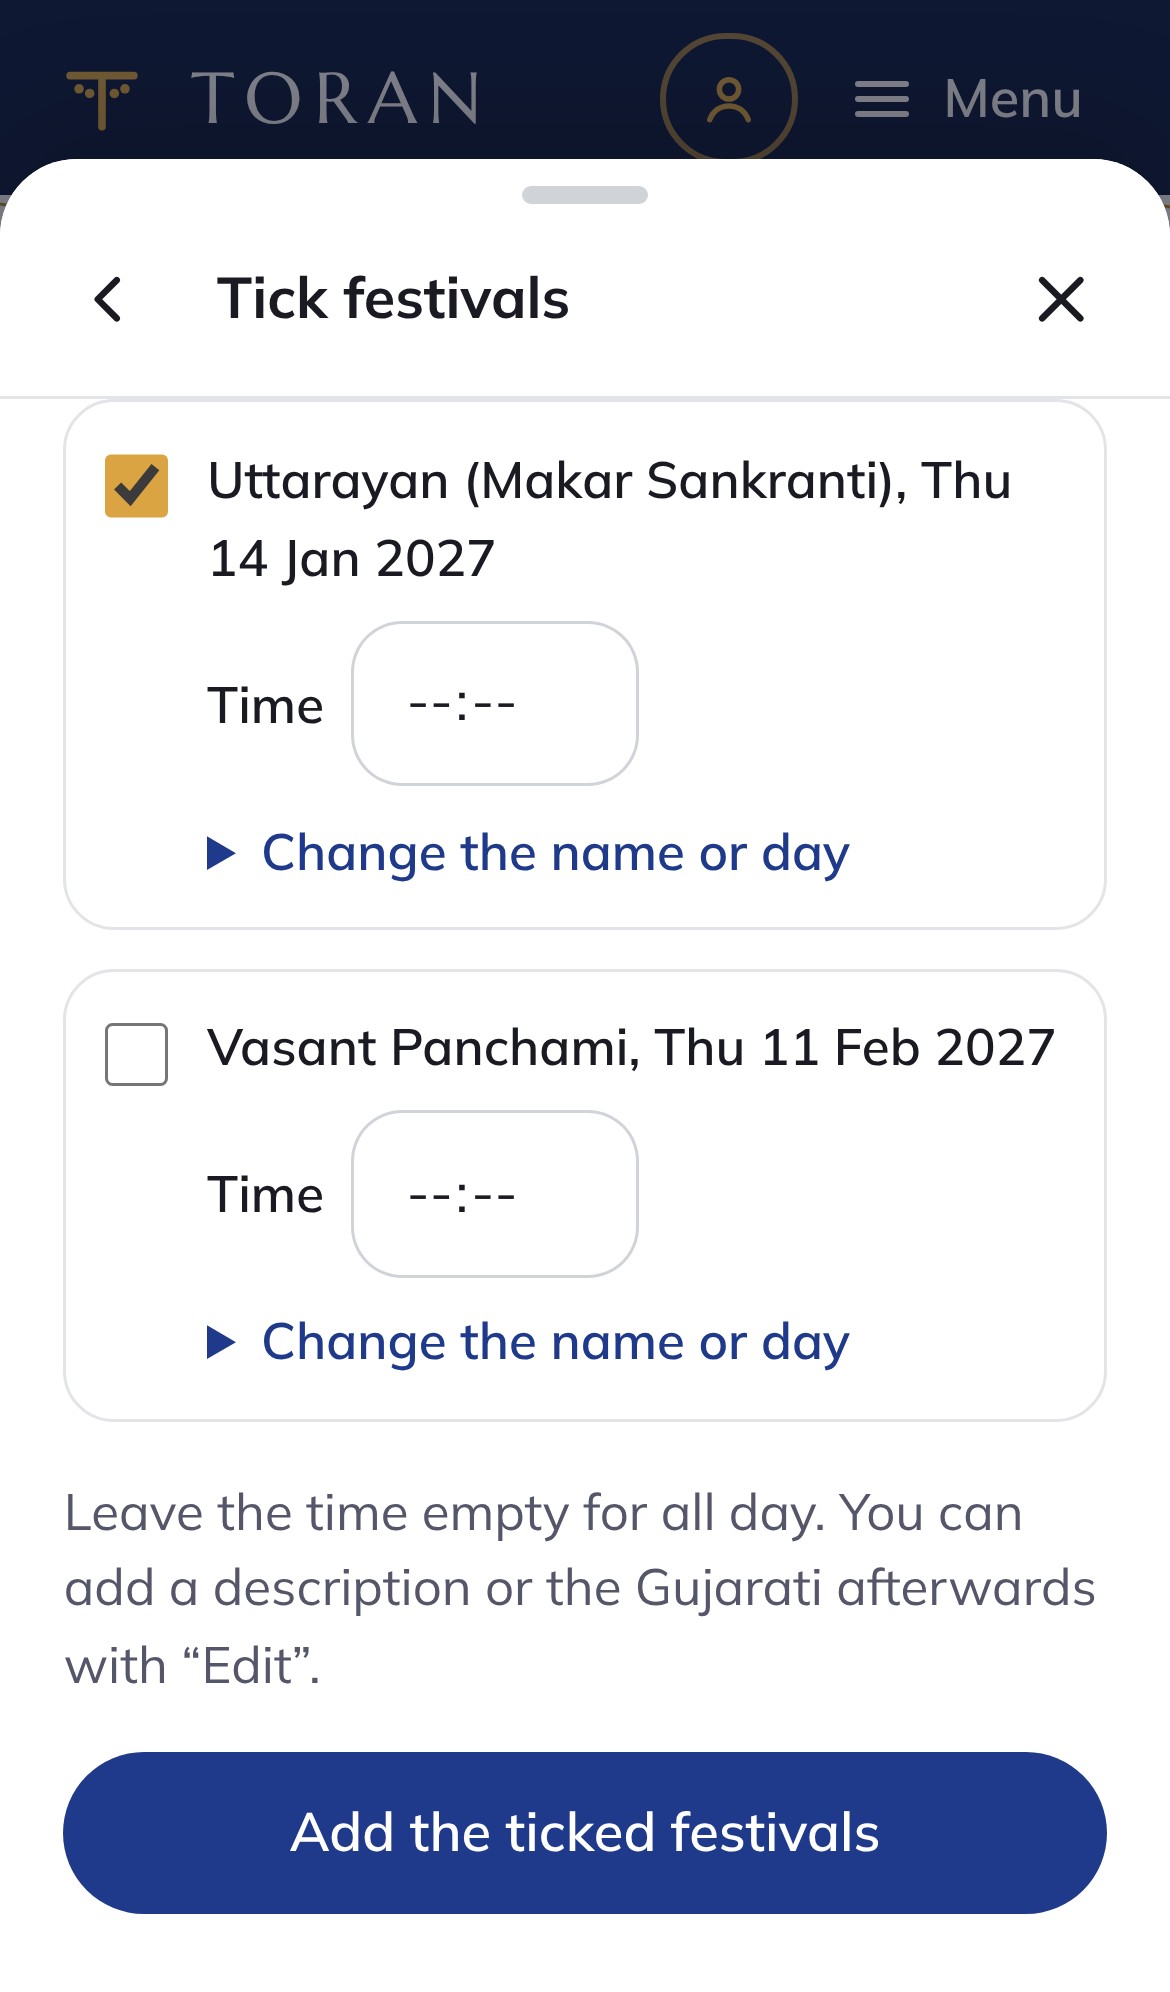 TORAN
Menu
Tick festivals
Uttarayan (Makar Sankranti), Thu
14 Jan 2027
Time --:--
Change the name or day
Vasant Panchami, Thu 11 Feb 2027
Time --:--
Change the name or day
Leave the time empty for all day. You can
add a description or the Gujarati afterwards
with “Edit”.
Add the ticked festivals